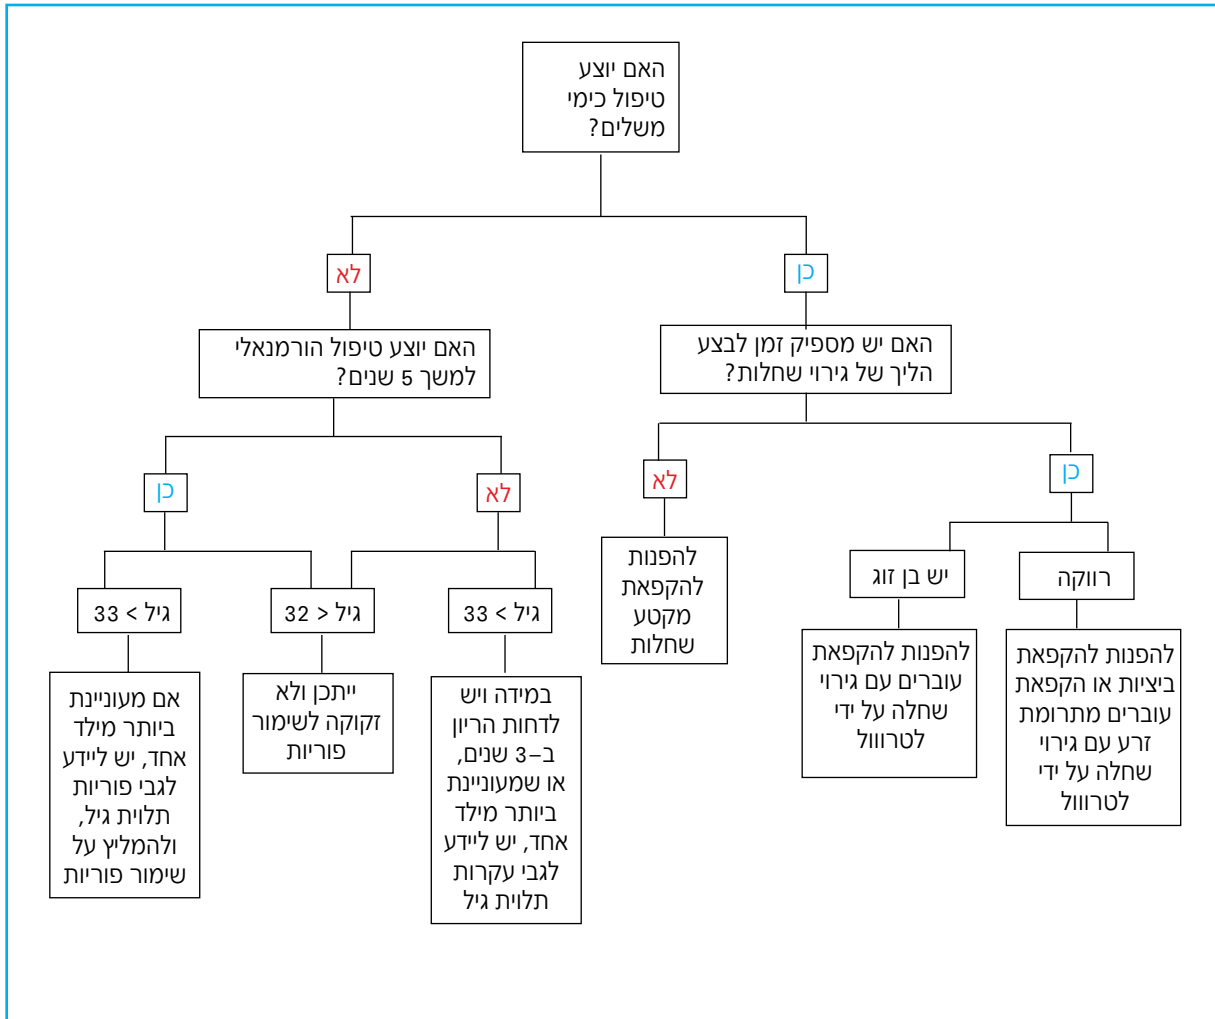 האם יוצע
טיפול כימי
משלים?
כן
לא
האם יש מספיק זמן לבצע
הליך של גירוי שחלות?
האם יוצע טיפול הורמנאלי
למשך 5 שנים?
כן
לא
לא
כן
רווקה
יש בן זוג
להפנות
להקפאת
מקטע
שחלות
גיל > 33
גיל < 32
גיל > 33
להפנות להקפאת
ביציות או הקפאת
עוברים מתרומת
זרע עם גירוי
שחלה על ידי
לטרוזול
להפנות להקפאת
עוברים עם גירוי
שחלה על ידי
לטרוזול
במידה ויש
לדחות הריון
ב-3 שנים,
או שמעוניינת
ביותר מילד
אחד, יש ליידע
לגבי עקרות
תלוית גיל
ייתכן ולא
זקוקה לשימור
פוריות
אם מעוניינת
ביותר מילד
אחד, יש ליידע
לגבי פוריות
תלוית גיל,
ולהמליץ על
שימור פוריות